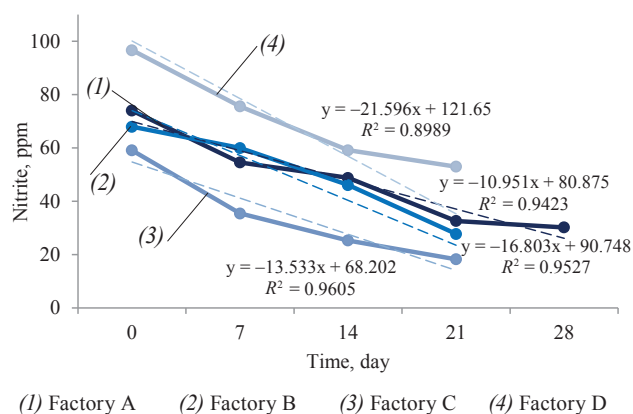 100
80
60
40
20
0
Nitrite, ppm
(1)
(2)
(3)
(4)
y = –21.596x + 121.65
R² = 0.8989
y = –10.951x + 80.875
R² = 0.9423
y = –16.803x + 90.748
R² = 0.9527
y = –13.533x + 68.202
R² = 0.9605
0 7 14 21 28
Time, day
(1) Factory A (2) Factory B (3) Factory C (4) Factory D